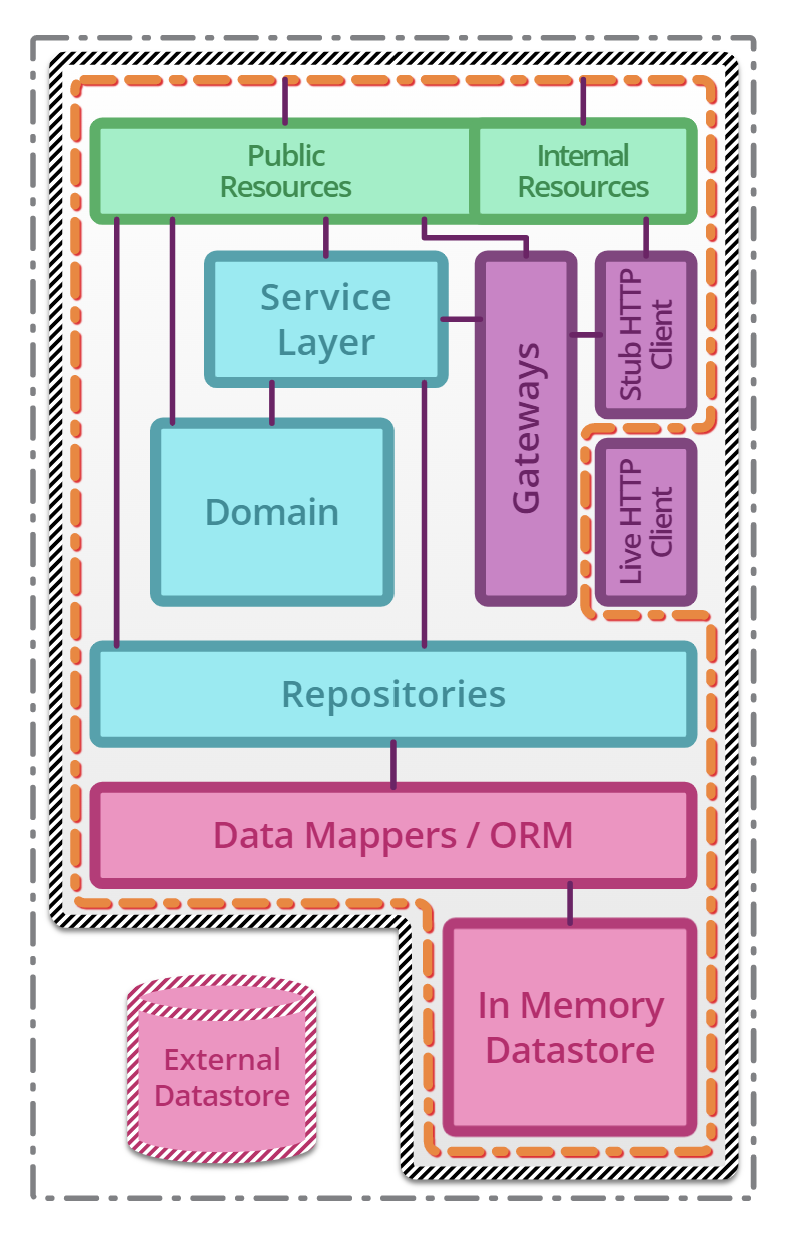 Public
Resources
Internal
Resources
Service
Layer
Gateways
Stub HTTP
Client
Domain
Live HTTP
Client
Repositories
Data Mappers / ORM
In Memory
Datastore
External
Datastore